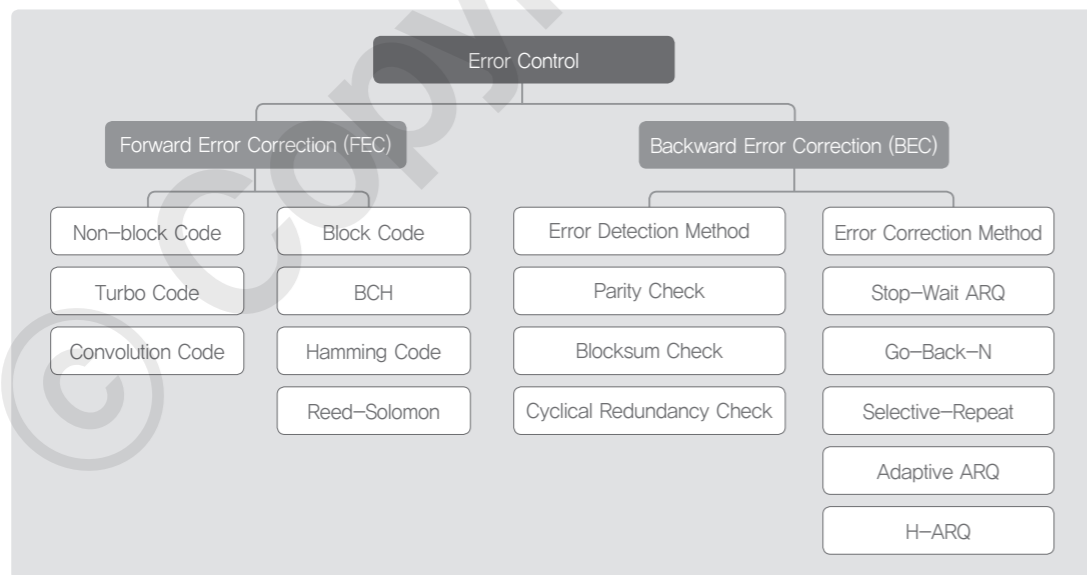 Error Control
Forward Error Correction (FEC)
Backward Error Correction (BEC)
Non-block Code
Turbo Code
Convolution Code
Block Code
BCH
Hamming Code
Reed-Solomon
Error Detection Method
Parity Check
Blocksum Check
Cyclical Redundancy Check
Error Correction Method
Stop-Wait ARQ
Go-Back-N
Selective-Repeat
Adaptive ARQ
H-ARQ
© Copy